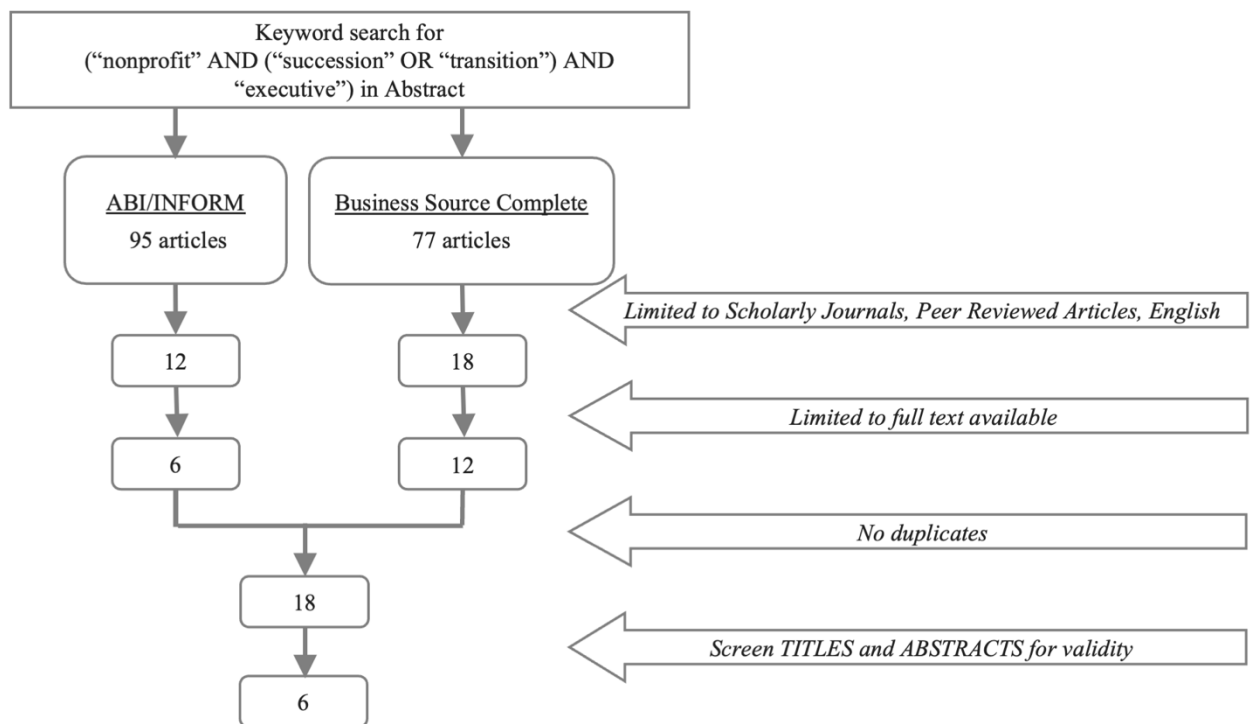 Keyword search for
(“nonprofit” AND (“succession” OR “transition”) AND
“executive”) in Abstract
ABI/INFORM
95 articles
Business Source Complete
77 articles
Limited to Scholarly Journals, Peer Reviewed Articles, English
12
18
Limited to full text available
6
12
No duplicates
18
Screen TITLES and ABSTRACTS for validity
6